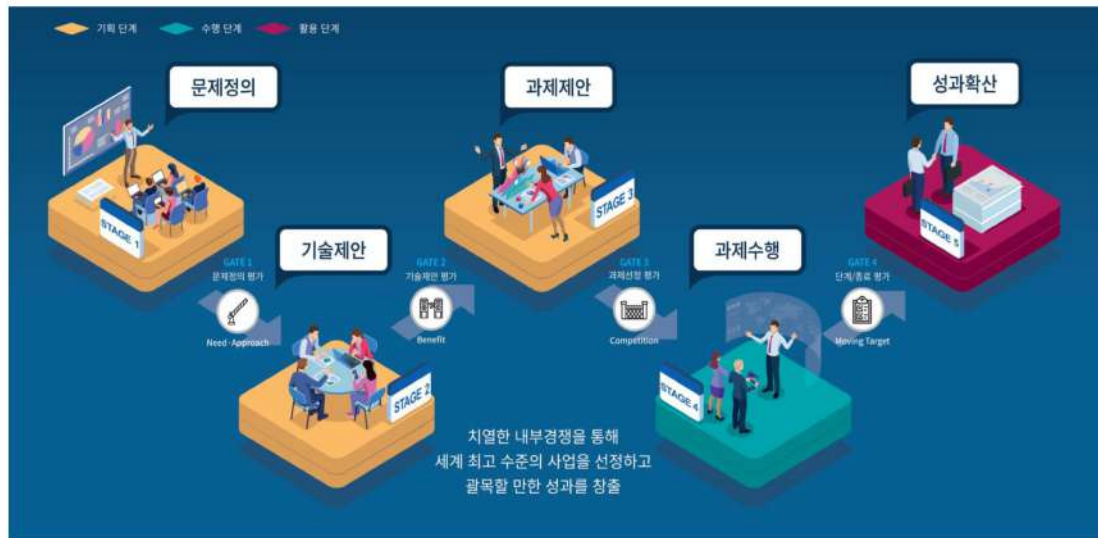 기획 단계
수행 단계
활용 단계
문제정의
STAGE 1
GATE 1
문제정의 평가
Need·Approach
기술제안
STAGE 2
GATE 2
기술제안 평가
Benefit
과제제안
STAGE 3
GATE 3
과제선정 평가
Competition
과제수행
STAGE 4
GATE 4
단계/종료 평가
Moving Target
성과확산
STAGE 5
치열한 내부경쟁을 통해
세계 최고 수준의 사업을 선정하고
괄목할 만한 성과를 창출